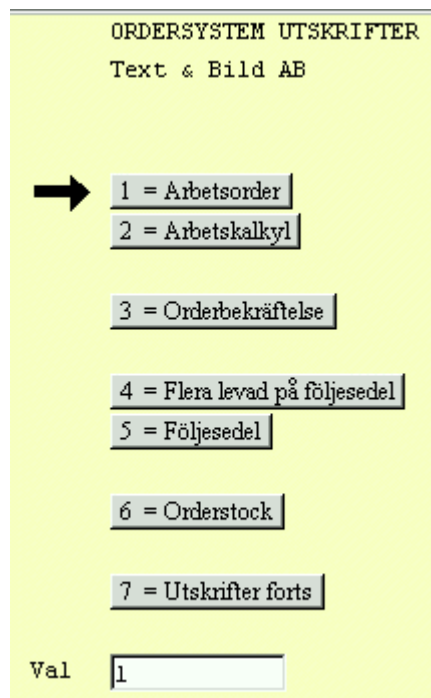 ORDERSYSTEM UTSKRIFTER
Text & Bild AB
1 = Arbetsorder
2 = Arbetskalkyl
3 = Orderbekräftelse
4 = Flera levad på följesedel
5 = Följesedel
6 = Orderstock
7 = Utskrifter forts
Val 1